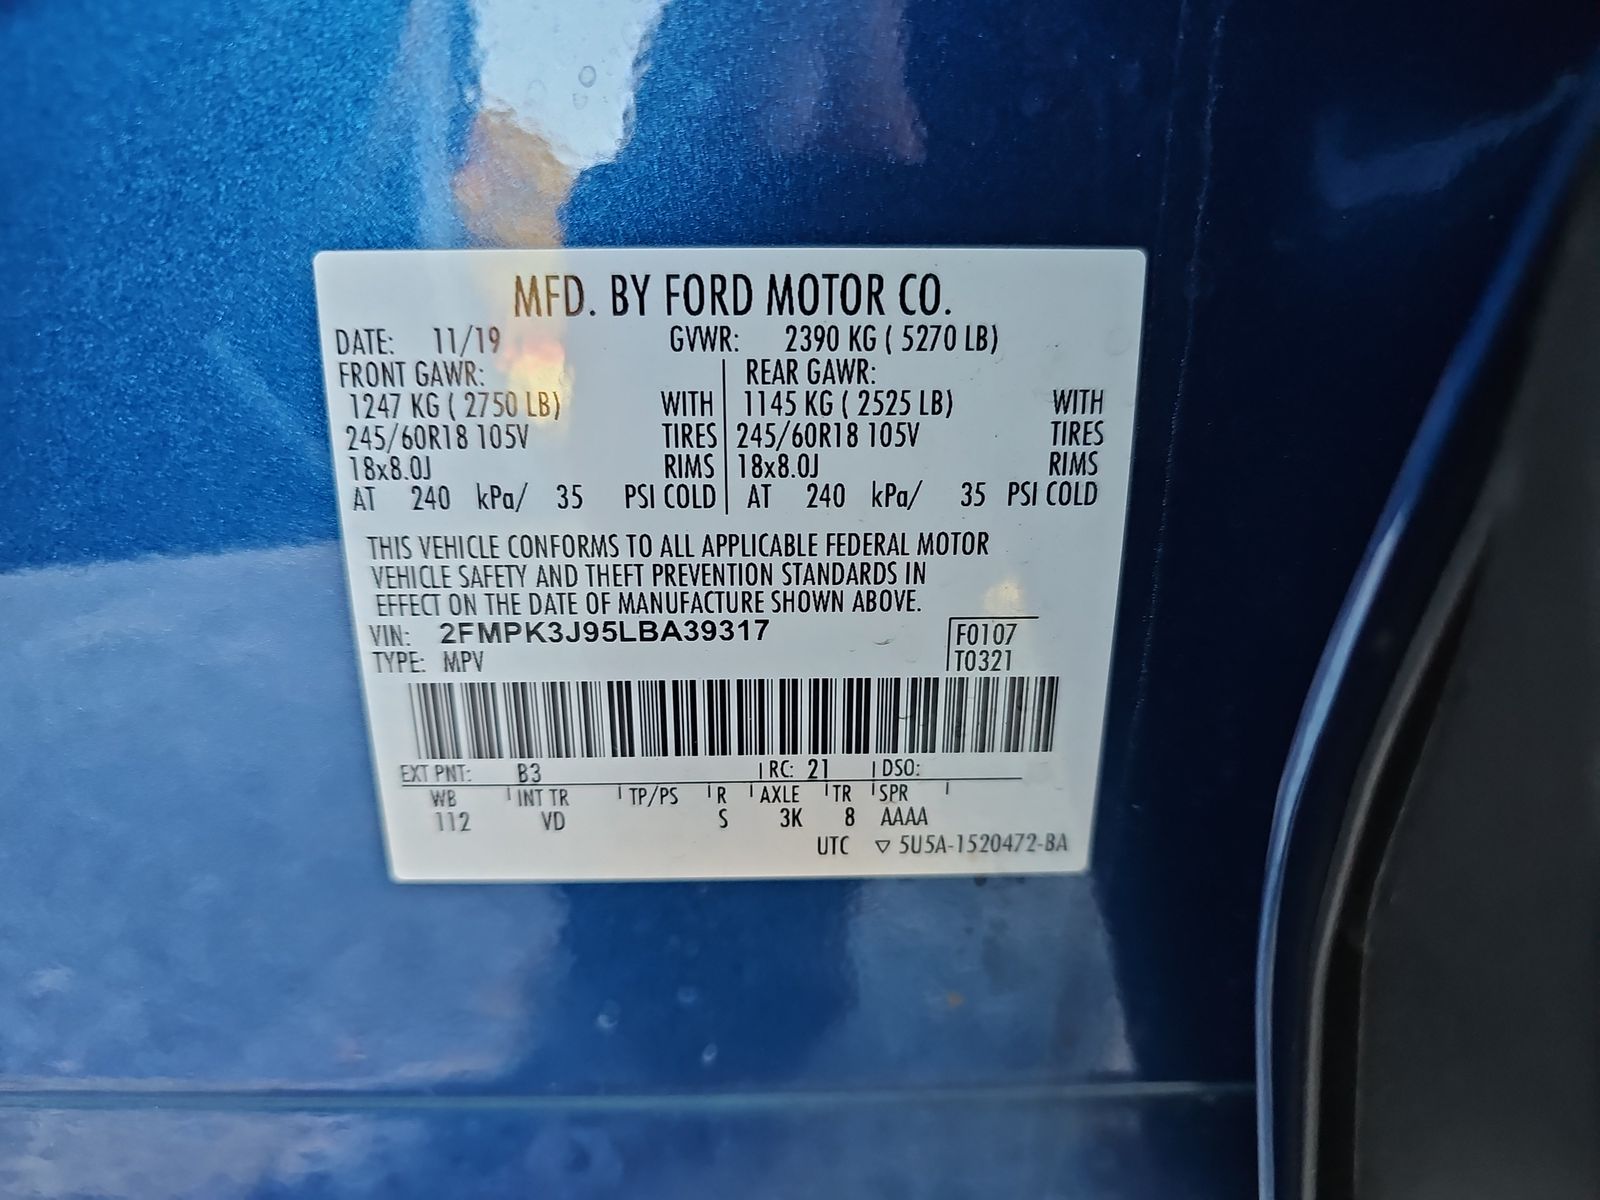 MFD. BY FORD MOTOR CO.
DATE: 11/19 GVWR: 2390 KG ( 5270 LB)
FRONT GAWR: REAR GAWR:
1247 KG ( 2750 LB) WITH 1145 KG ( 2525 LB) WITH
245/60R18 105V TIRES 245/60R18 105V TIRES
18x8.0J RIMS 18x8.0J RIMS
AT 240 kPa/ 35 PSI COLD AT 240 kPa/ 35 PSI COLD
THIS VEHICLE CONFORMS TO ALL APPLICABLE FEDERAL MOTOR
VEHICLE SAFETY AND THEFT PREVENTION STANDARDS IN
EFFECT ON THE DATE OF MANUFACTURE SHOWN ABOVE.
VIN: 2FMPK3J95LBA39317 F0107
TYPE: MPV T0321
EXT PNT: B3 RC: 21 DSO:
WB INT TR TP/PS R AXLE TR SPR
112 VD S 3K 8 AAAA
UTC ▽ 5U5A-1520472-BA